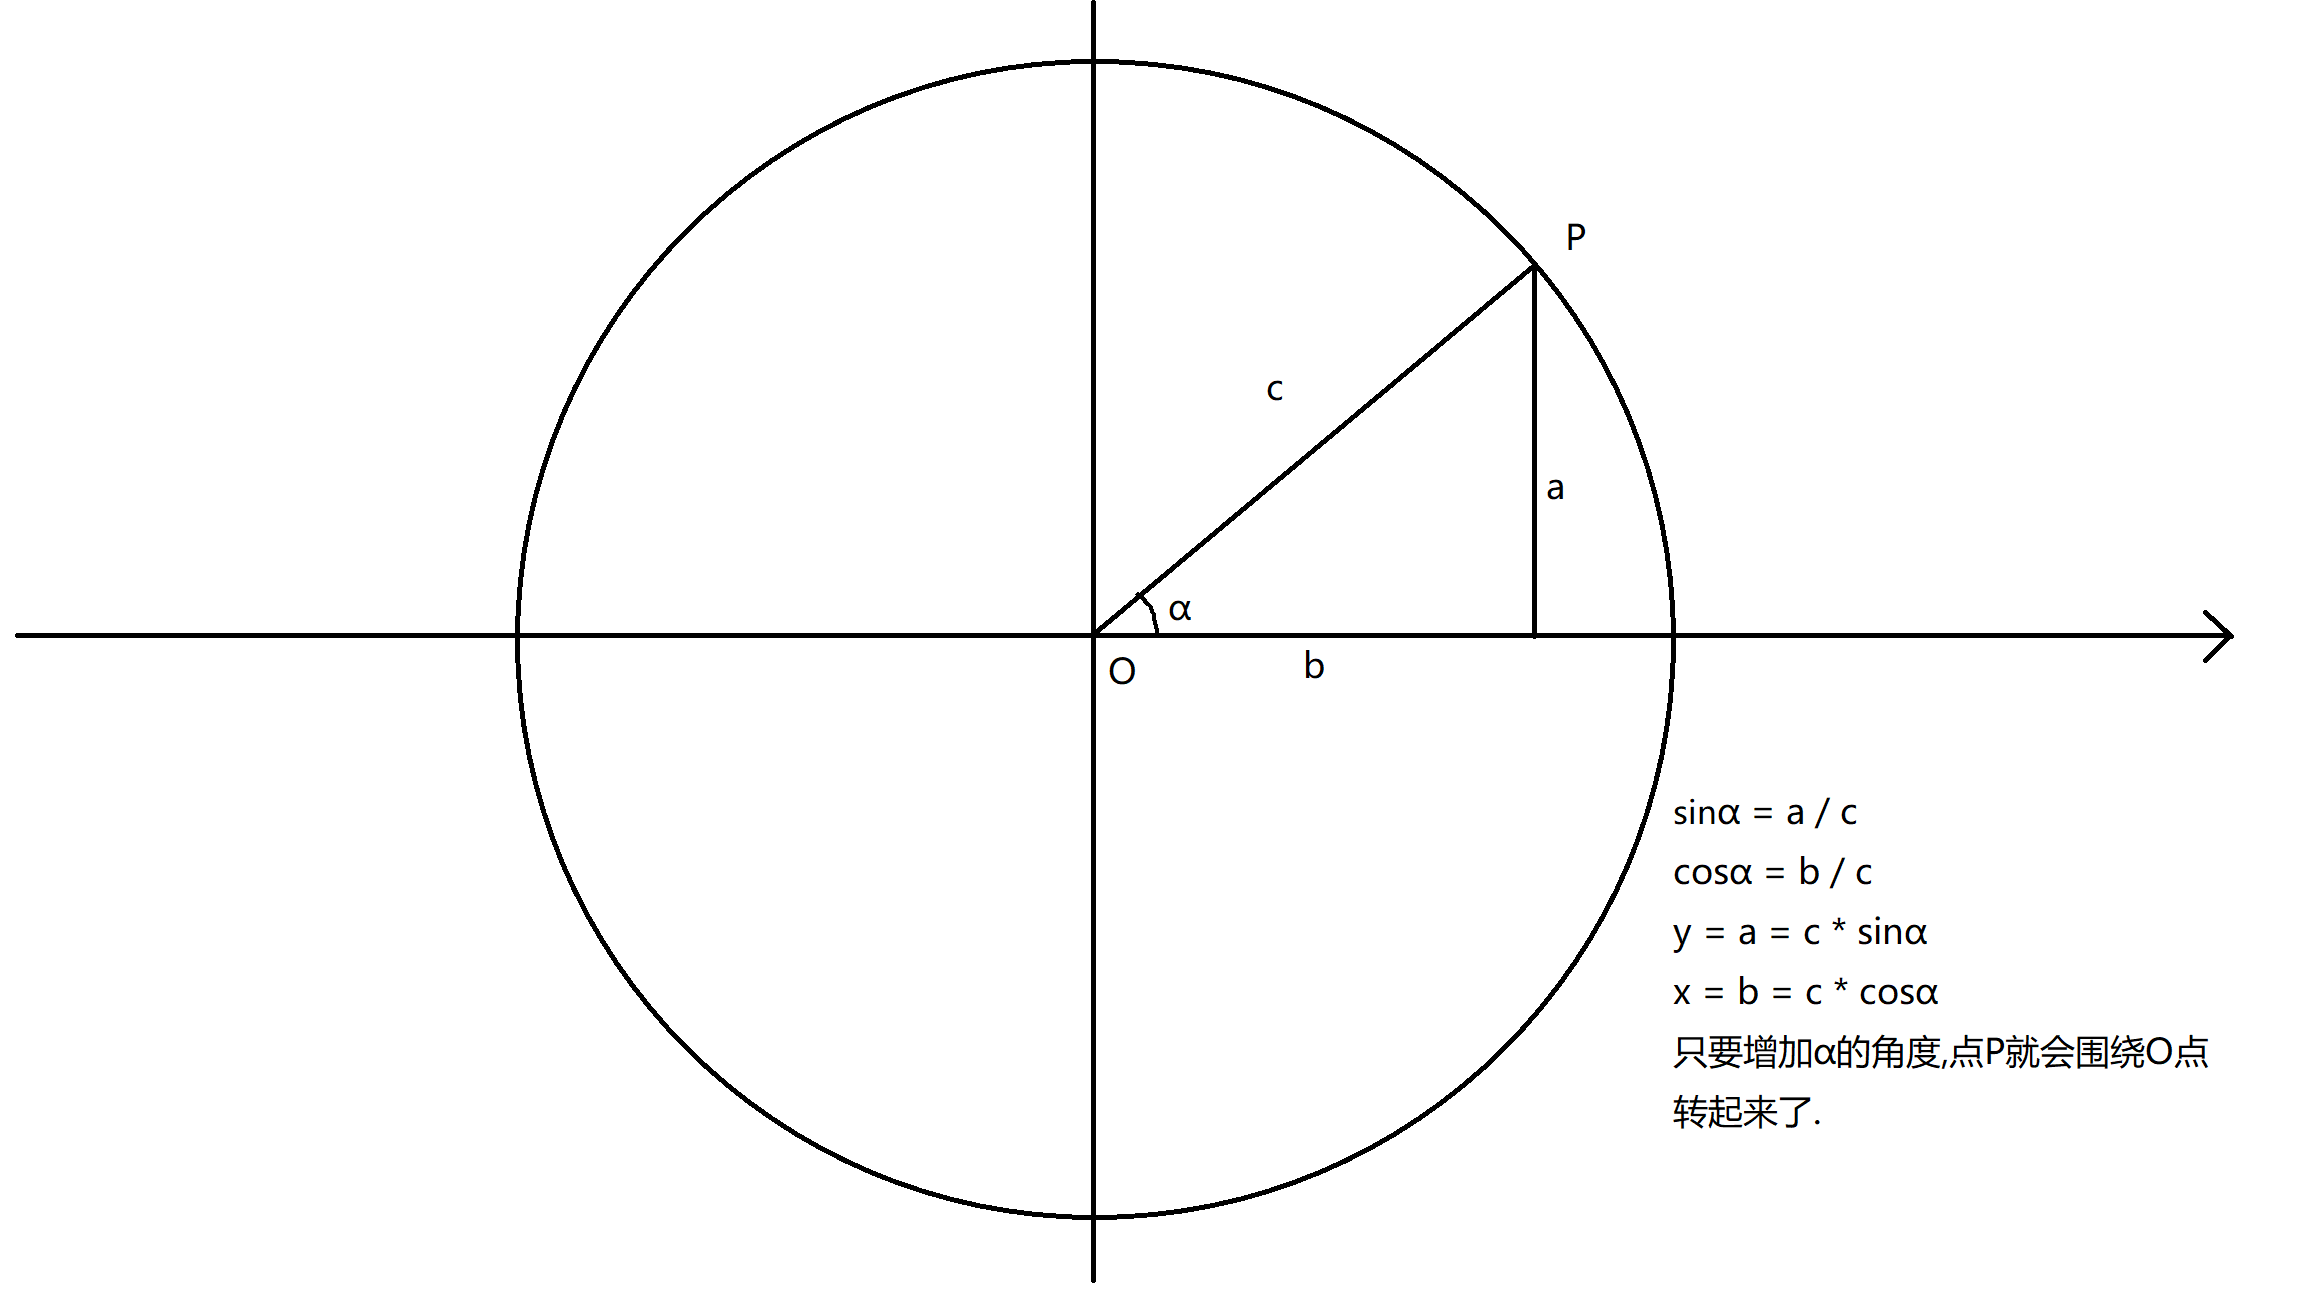 P
c
a
α
O
b
sinα = a / c
cosα = b / c
y = a = c * sinα
x = b = c * cosα
只要增加α的角度,点P就会围绕O点
转起来了.